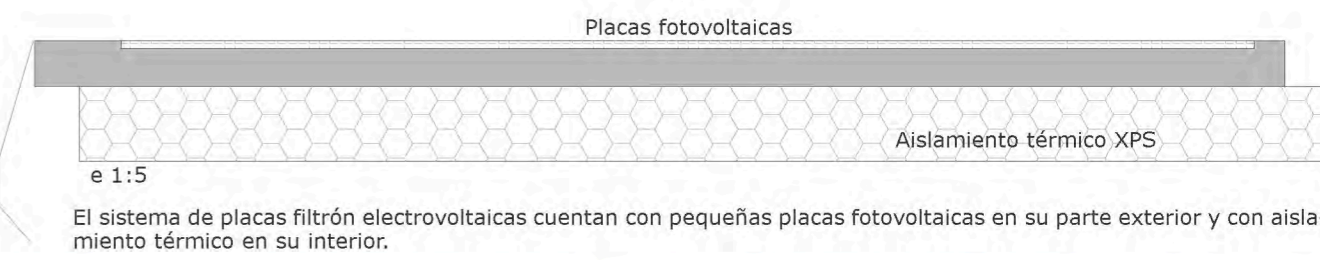 Placas fotovoltaicas
Aislamiento térmico XPS
e 1:5
El sistema de placas filtrón electrovoltaicas cuentan con pequeñas placas fotovoltaicas en su parte exterior y con aisla-
miento térmico en su interior.